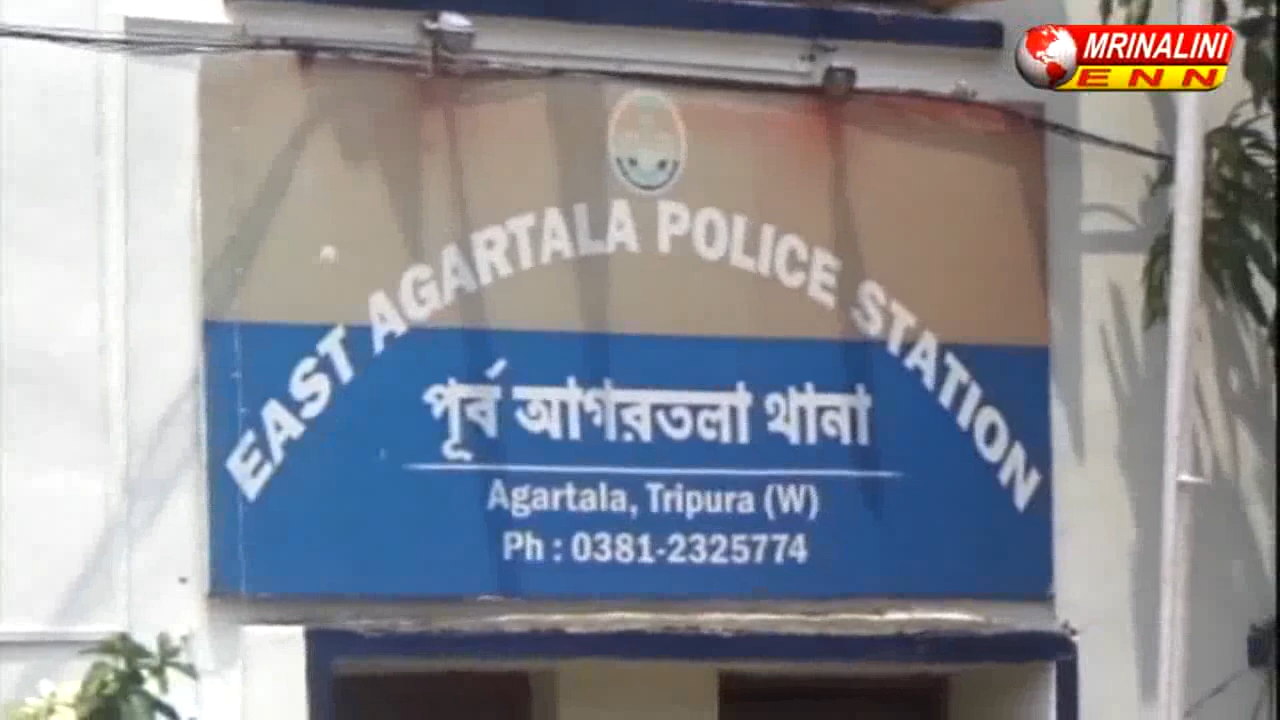 MRINALINI
ENN
EAST AGARTALA POLICE STATION
পূর্ব আগরতলা থানা
Agartala, Tripura (W)
Ph : 0381-2325774